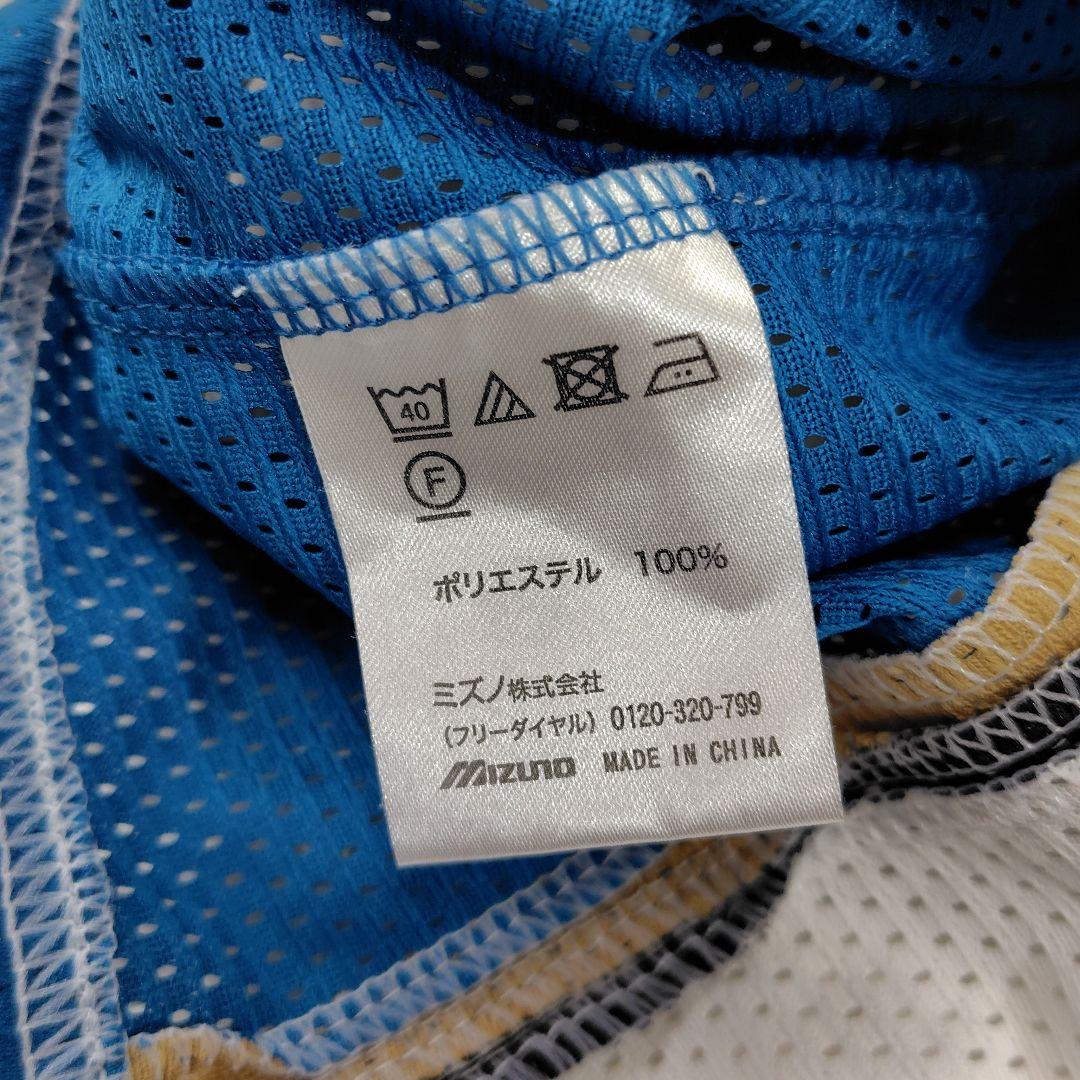 40
F
ポリエステル 100%
ミズノ株式会社
(フリーダイヤル) 0120-320-799
MIZUNO MADE IN CHINA